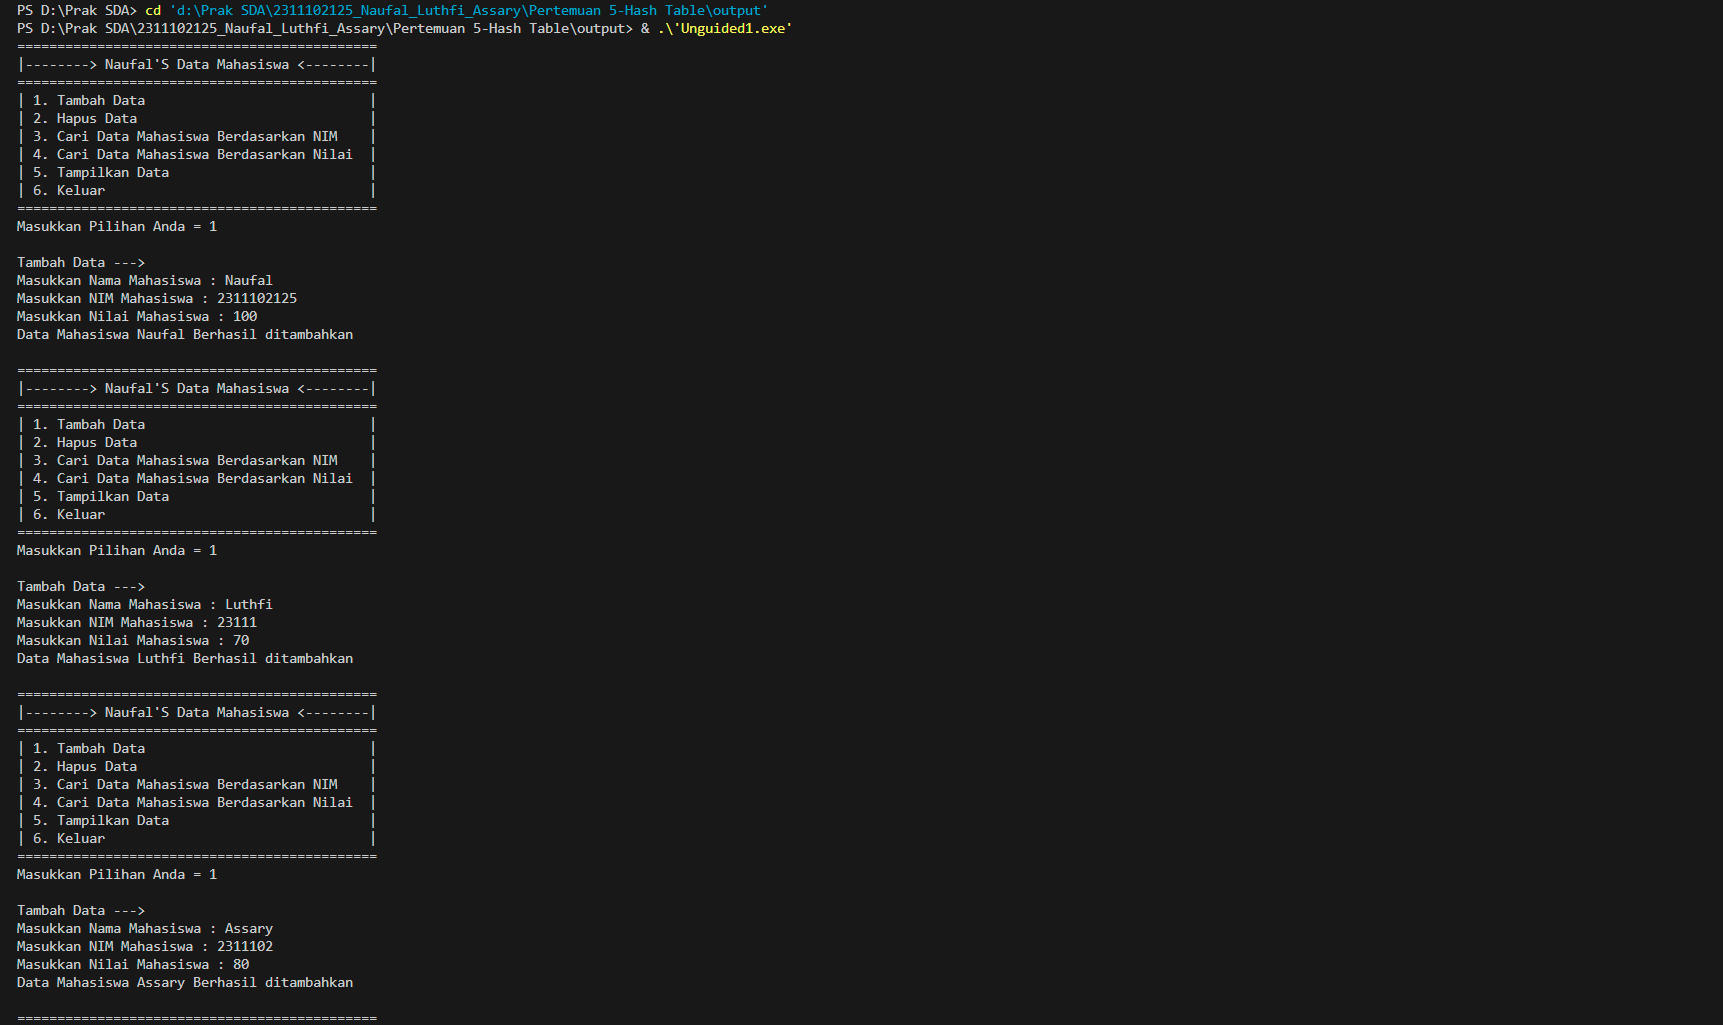 PS D:\Prak SDA> cd 'd:\Prak SDA\2311102125_Naufal_Luthfi_Assary\Pertemuan 5-Hash Table\output'
PS D:\Prak SDA\2311102125_Naufal_Luthfi_Assary\Pertemuan 5-Hash Table\output> & .\'Unguided1.exe'
=============================================
|--------> Naufal'S Data Mahasiswa <--------|
=============================================
| 1. Tambah Data                            |
| 2. Hapus Data                             |
| 3. Cari Data Mahasiswa Berdasarkan NIM    |
| 4. Cari Data Mahasiswa Berdasarkan Nilai  |
| 5. Tampilkan Data                         |
| 6. Keluar                                 |
=============================================
Masukkan Pilihan Anda = 1

Tambah Data --->
Masukkan Nama Mahasiswa : Naufal
Masukkan NIM Mahasiswa : 2311102125
Masukkan Nilai Mahasiswa : 100
Data Mahasiswa Naufal Berhasil ditambahkan

=============================================
|--------> Naufal'S Data Mahasiswa <--------|
=============================================
| 1. Tambah Data                            |
| 2. Hapus Data                             |
| 3. Cari Data Mahasiswa Berdasarkan NIM    |
| 4. Cari Data Mahasiswa Berdasarkan Nilai  |
| 5. Tampilkan Data                         |
| 6. Keluar                                 |
=============================================
Masukkan Pilihan Anda = 1

Tambah Data --->
Masukkan Nama Mahasiswa : Luthfi
Masukkan NIM Mahasiswa : 23111
Masukkan Nilai Mahasiswa : 70
Data Mahasiswa Luthfi Berhasil ditambahkan

=============================================
|--------> Naufal'S Data Mahasiswa <--------|
=============================================
| 1. Tambah Data                            |
| 2. Hapus Data                             |
| 3. Cari Data Mahasiswa Berdasarkan NIM    |
| 4. Cari Data Mahasiswa Berdasarkan Nilai  |
| 5. Tampilkan Data                         |
| 6. Keluar                                 |
=============================================
Masukkan Pilihan Anda = 1

Tambah Data --->
Masukkan Nama Mahasiswa : Assary
Masukkan NIM Mahasiswa : 2311102
Masukkan Nilai Mahasiswa : 80
Data Mahasiswa Assary Berhasil ditambahkan

=============================================